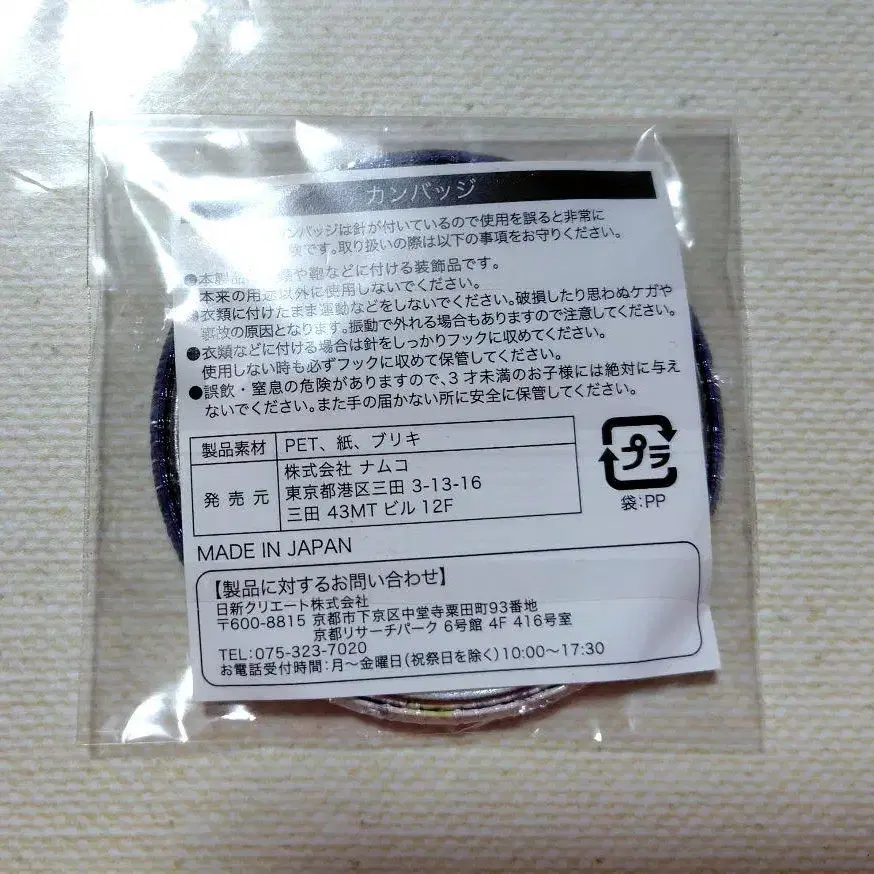 カンバッジ
ンバッジは針が付いているので使用を誤ると非常に
です。取り扱いの際は以下の事項をお守りください。
●本製品 や鞄などに付ける装飾品です。
本来の用途以外に使用しないでください。
●衣類に付けたまま運動などをしないでください。破損したり思わぬケガや
事故の原因となります。振動で外れる場合もありますので注意してください。
●衣類などに付ける場合は針をしっかりフックに収めてください。
使用しない時も必ずフックに収めて保管してください。
●誤飲・窒息の危険がありますので、3才未満のお子様には絶対に与え
ないでください。また手の届かない所に安全に保管してください。
製品素材 PET、紙、ブリキ
発売元 株式会社 ナムコ
東京都港区三田 3-13-16
三田 43MT ビル 12F
プラ
袋:PP
MADE IN JAPAN
【製品に対するお問い合わせ】
日新クリエート株式会社
〒600-8815 京都市下京区中堂寺粟田町93番地
京都リサーチパーク 6号館 4F 416号室
TEL:075-323-7020
お電話受付時間:月～金曜日(祝祭日を除く)10:00～17:30